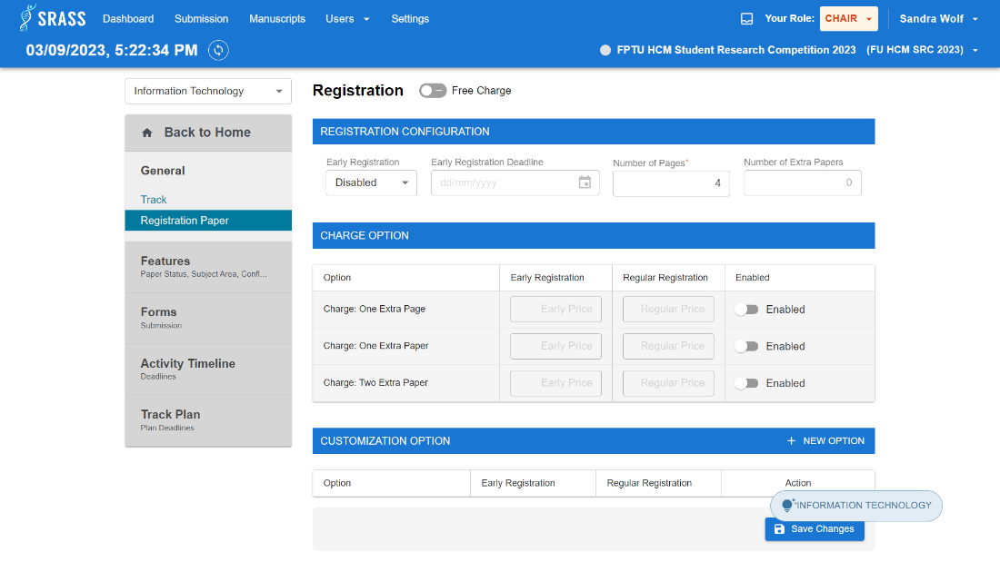 SRASS
Dashboard Submission Manuscripts Users Settings Your Role: CHAIR Sandra Wolf
03/09/2023, 5:22:34 PM FPTU HCM Student Research Competition 2023 (FU HCM SRC 2023)
Information Technology
Registration Free Charge
Back to Home
REGISTRATION CONFIGURATION
General
Early Registration Early Registration Deadline Number of Pages* Number of Extra Papers
Disabled dd/mm/yyyy 4 0
Track
Registration Paper
CHARGE OPTION
Features
Paper Status, Subject Area, Confl...
Option Early Registration Regular Registration Enabled
Forms
Submission
Charge: One Extra Page Early Price Regular Price Enabled
Charge: One Extra Paper Early Price Regular Price Enabled
Activity Timeline
Deadlines
Charge: Two Extra Paper Early Price Regular Price Enabled
Track Plan
Plan Deadlines
CUSTOMIZATION OPTION + NEW OPTION
Option Early Registration Regular Registration Action
INFORMATION TECHNOLOGY
Save Changes